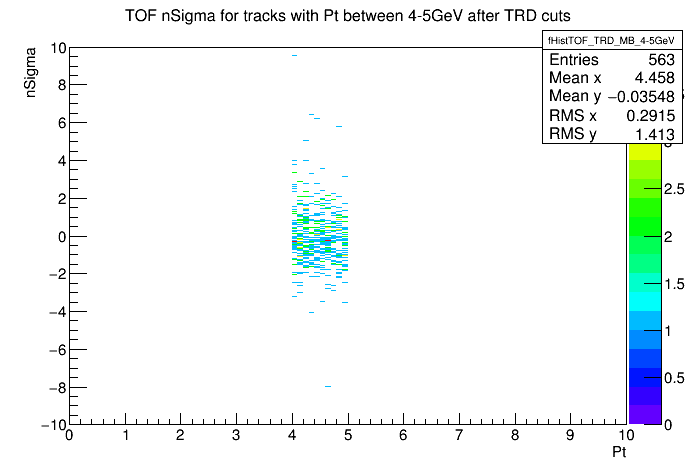 TOF nSigma for tracks with Pt between 4-5GeV after TRD cuts
fHistTOF_TRD_MB_4-5GeV
Entries 563
Mean x 4.458
Mean y −0.03548
RMS x 0.2915
RMS y 1.413
nSigma
10
8
6
4
2
0
−2
−4
−6
−8
−10
0 1 2 3 4 5 6 7 8 9 10
Pt
2.5
2
1.5
1
0.5
0